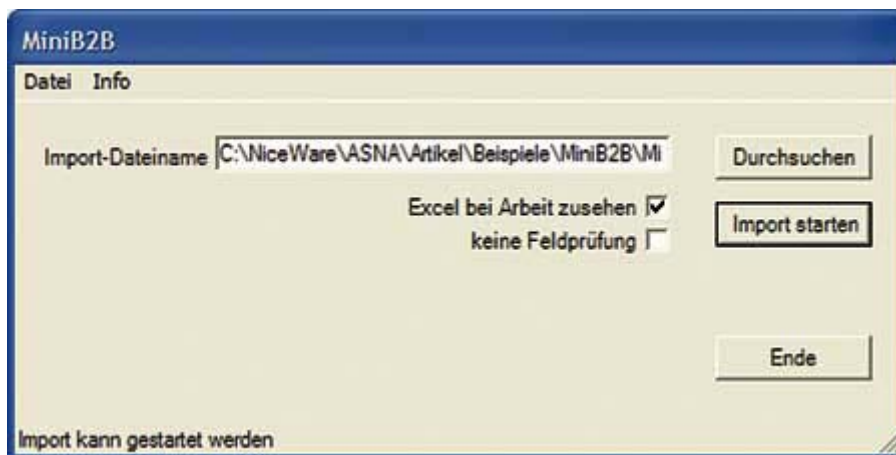 MiniB2B
Datei Info
Import-Dateiname C:\NiceWare\ASNA\Artikel\Beispiele\MiniB2B\Mi Durchsuchen
Excel bei Arbeit zusehen
Import starten
keine Feldprüfung
Ende
Import kann gestartet werden